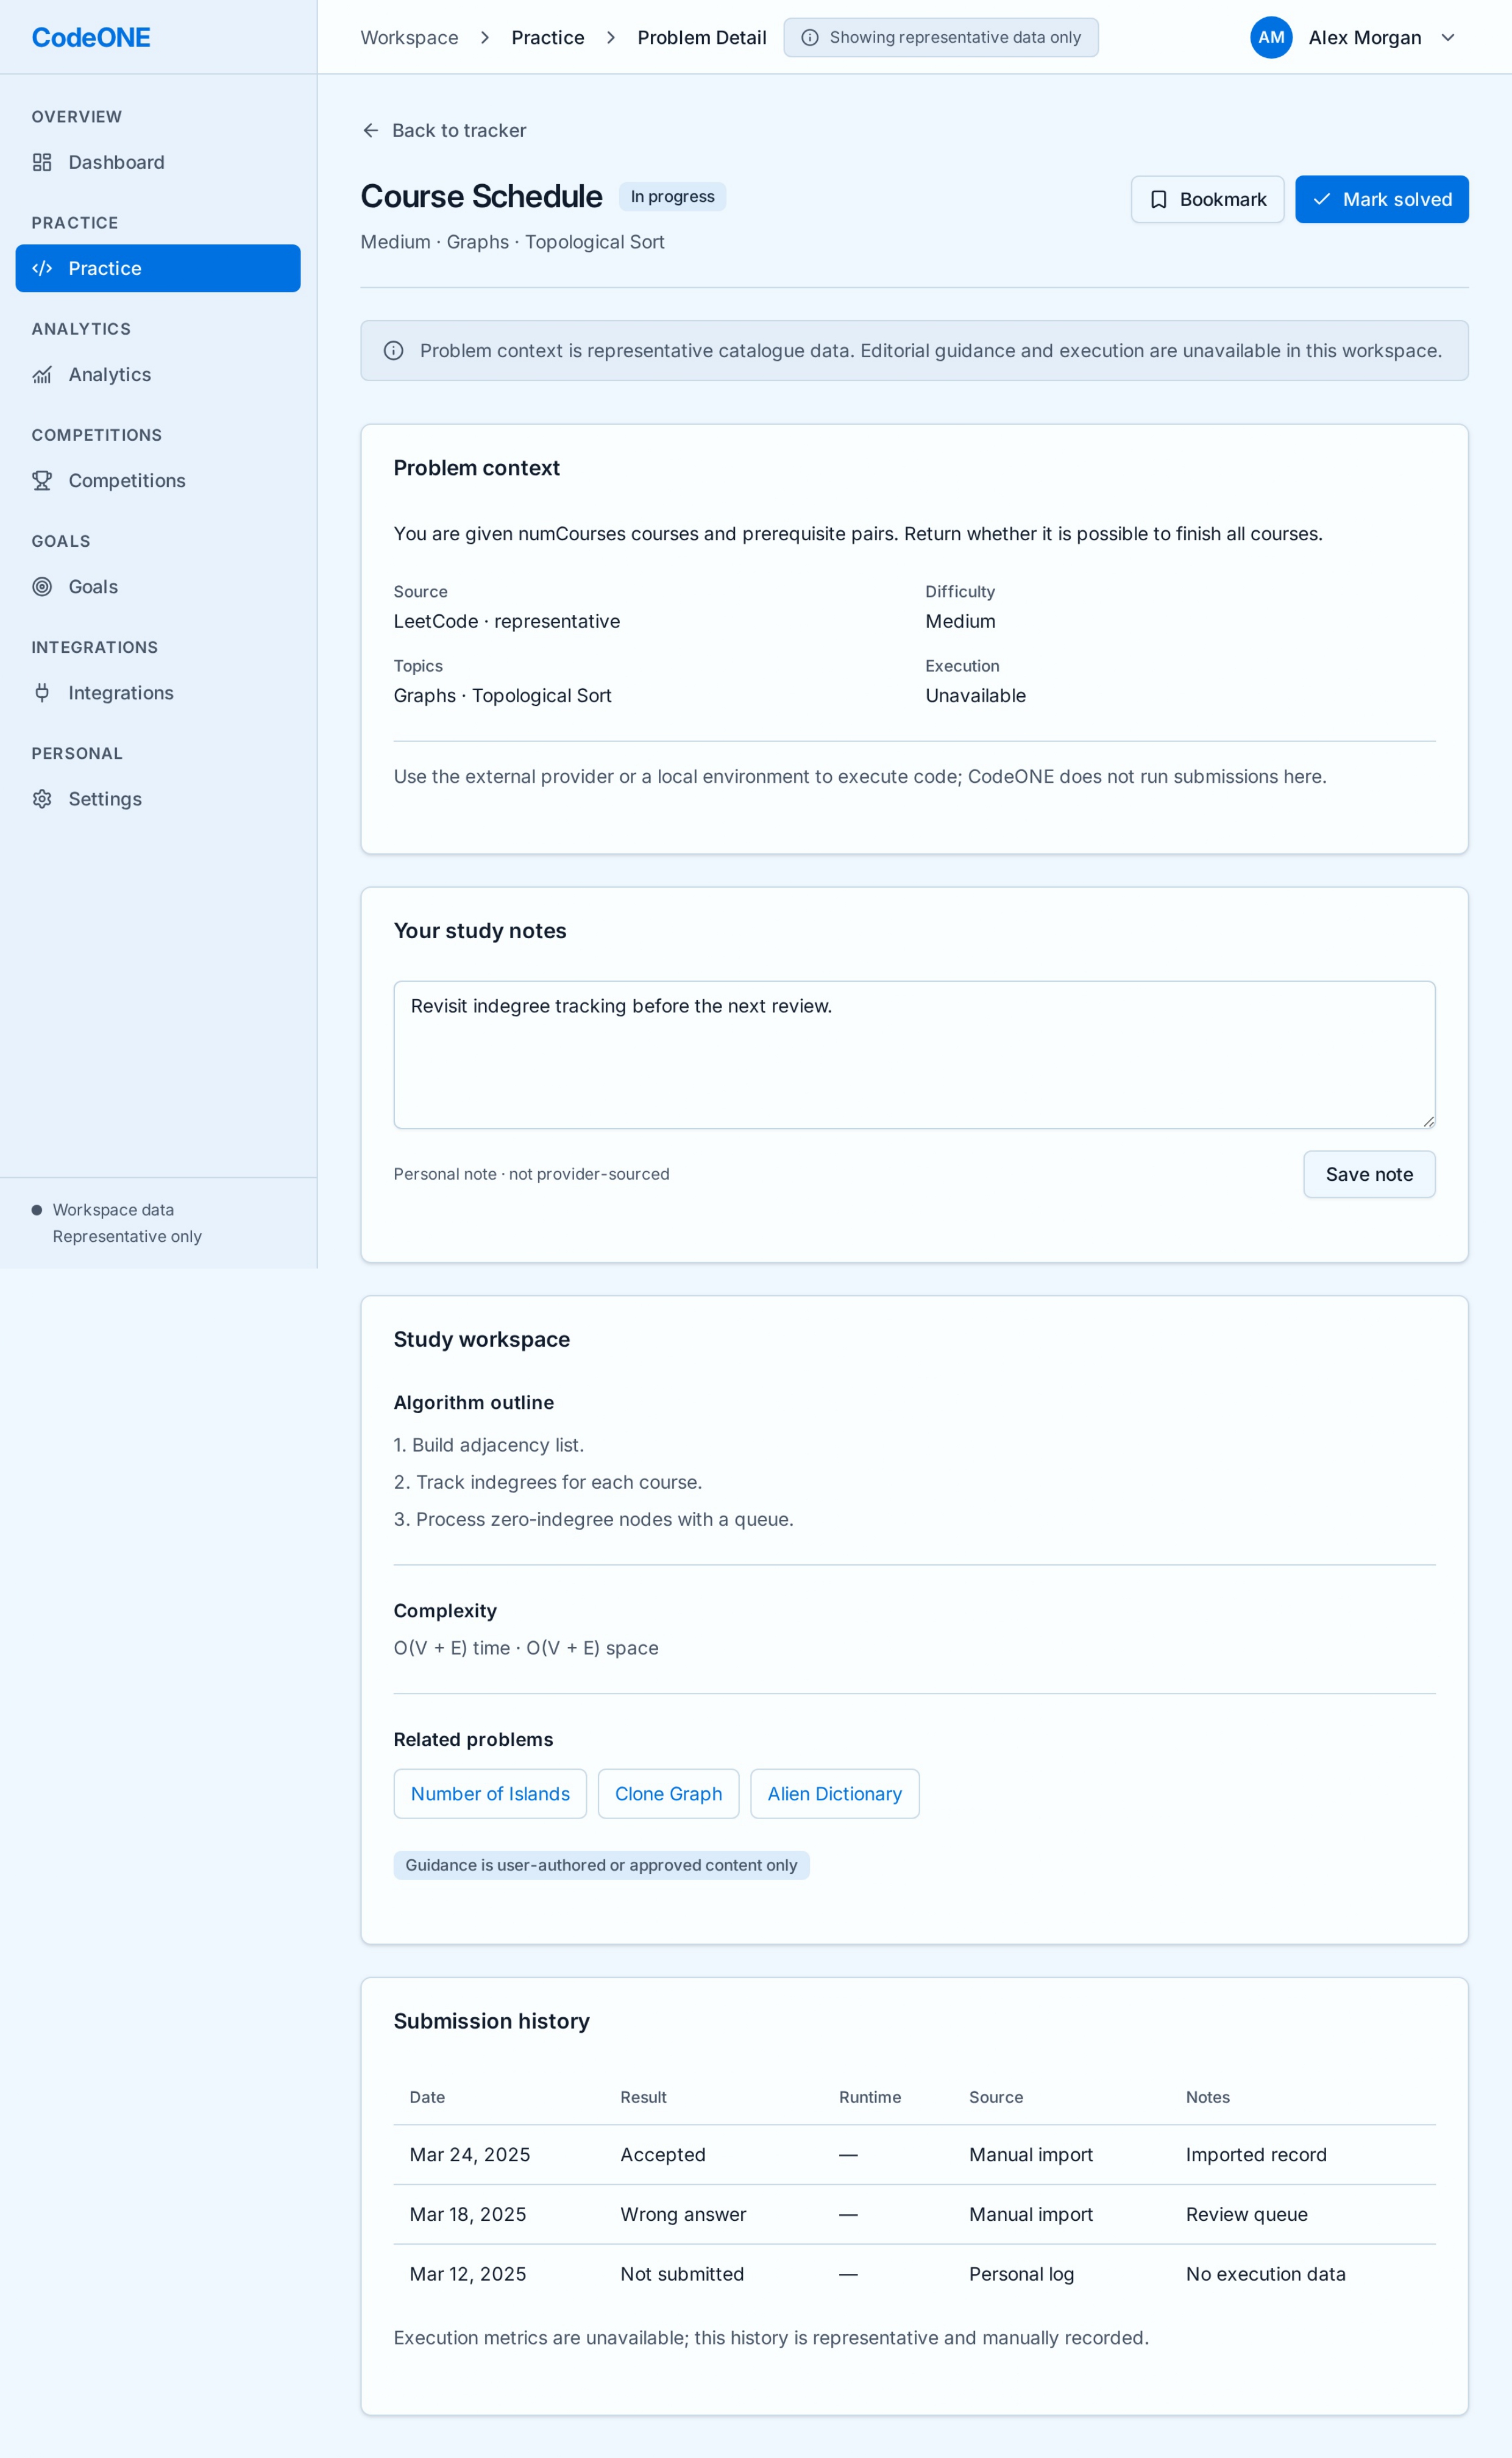 CodeONE
Workspace > Practice > Problem Detail
Showing representative data only
AM Alex Morgan
OVERVIEW
Dashboard
PRACTICE
Practice
ANALYTICS
Analytics
COMPETITIONS
Competitions
GOALS
Goals
INTEGRATIONS
Integrations
PERSONAL
Settings
Workspace data
Representative only
Back to tracker
Course Schedule In progress
Bookmark
Mark solved
Medium · Graphs · Topological Sort
Problem context is representative catalogue data. Editorial guidance and execution are unavailable in this workspace.
Problem context
You are given numCourses courses and prerequisite pairs. Return whether it is possible to finish all courses.
Source
LeetCode · representative
Difficulty
Medium
Topics
Graphs · Topological Sort
Execution
Unavailable
Use the external provider or a local environment to execute code; CodeONE does not run submissions here.
Your study notes
Revisit indegree tracking before the next review.
Personal note · not provider-sourced
Save note
Study workspace
Algorithm outline
1. Build adjacency list.
2. Track indegrees for each course.
3. Process zero-indegree nodes with a queue.
Complexity
O(V + E) time · O(V + E) space
Related problems
Number of Islands
Clone Graph
Alien Dictionary
Guidance is user-authored or approved content only
Submission history
Date Result Runtime Source Notes
Mar 24, 2025 Accepted — Manual import Imported record
Mar 18, 2025 Wrong answer — Manual import Review queue
Mar 12, 2025 Not submitted — Personal log No execution data
Execution metrics are unavailable; this history is representative and manually recorded.